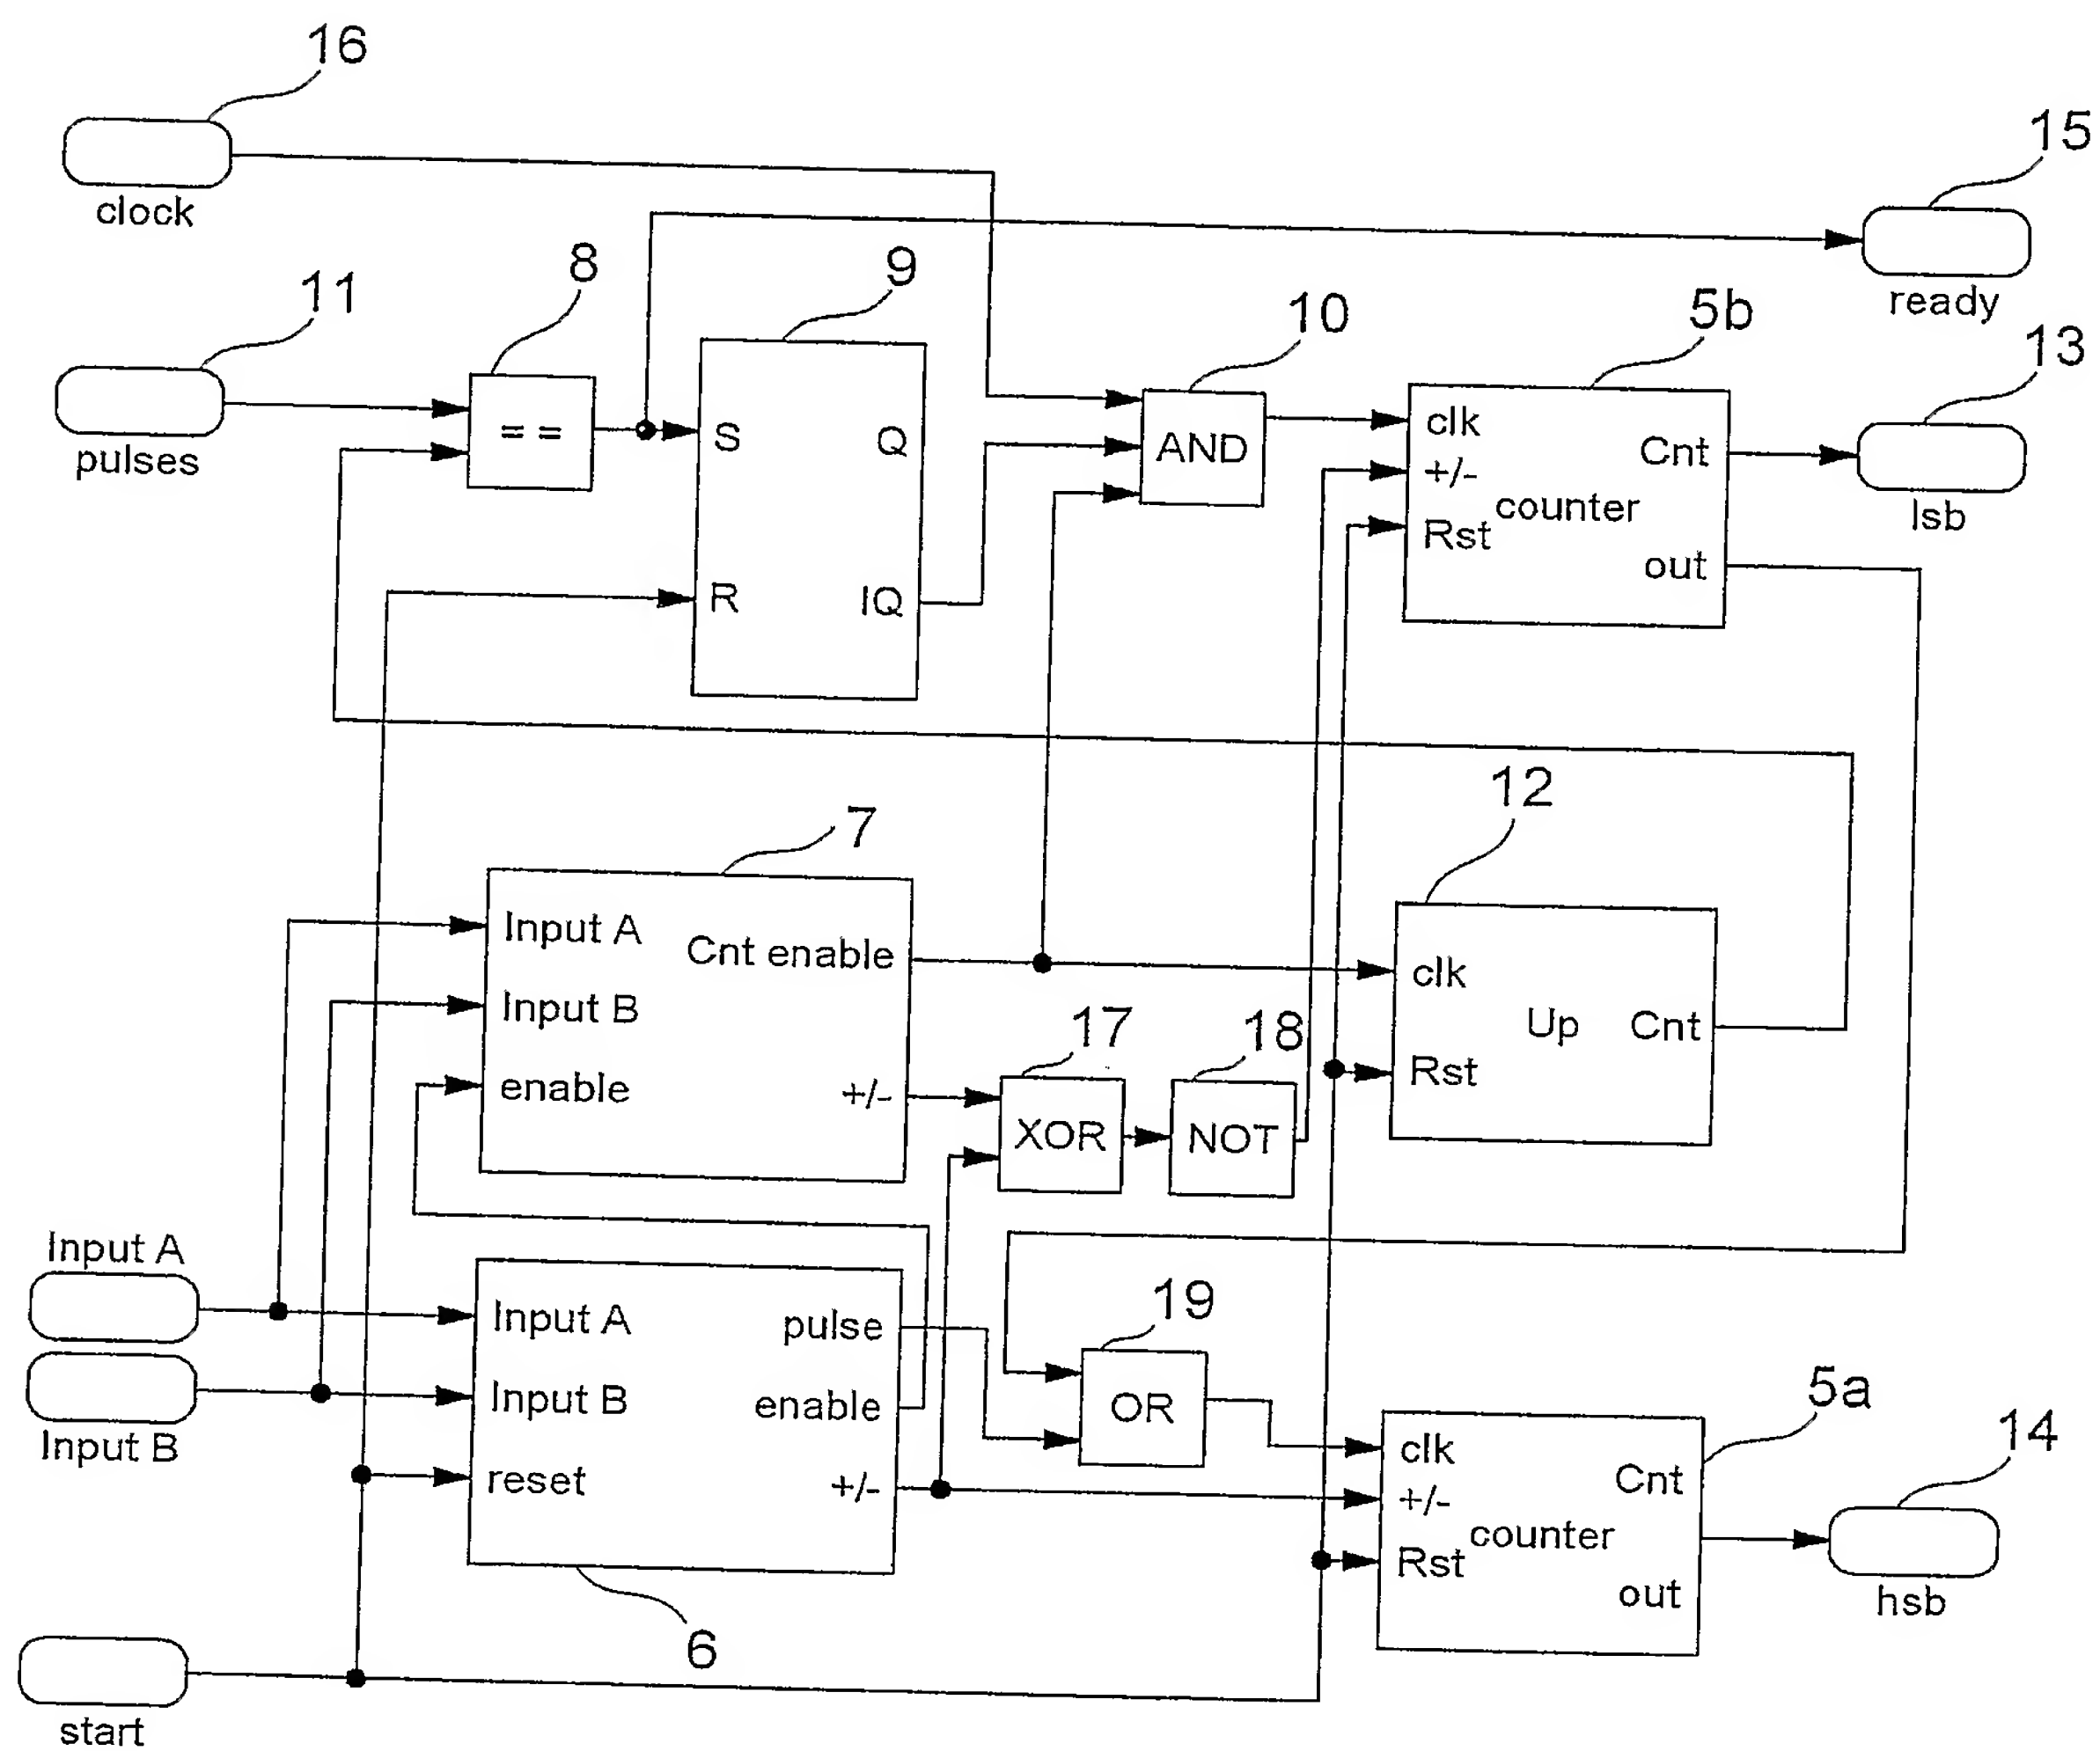 16
clock
15
ready
11
pulses
8
= =
9
S
Q
R
IQ
10
AND
5b
clk
+/-
Rst
counter
Cnt
out
13
lsb
7
Input A
Input B
enable
Cnt enable
+/-
12
clk
Up
Cnt
Rst
17
XOR
18
NOT
Input A
Input B
Input A
Input B
reset
pulse
enable
+/-
6
19
OR
5a
clk
+/-
Rst
counter
Cnt
out
14
hsb
start